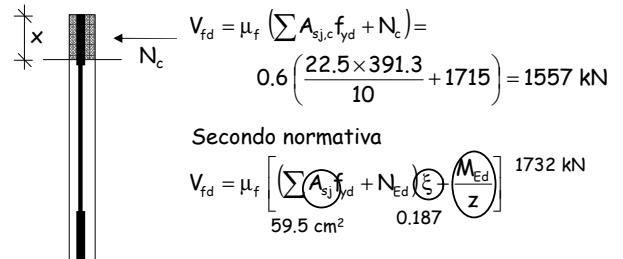 x
N_c
V_fd = μ_f (∑ A_sj,c f_yd + N_c) =
0.6 (22.5 × 391.3 / 10 + 1715) = 1557 kN
Secondo normativa
V_fd = μ_f [(∑ A_sj f_yd + N_Ed) ξ + M_Ed / z] 1732 kN
59.5 cm²
0.187